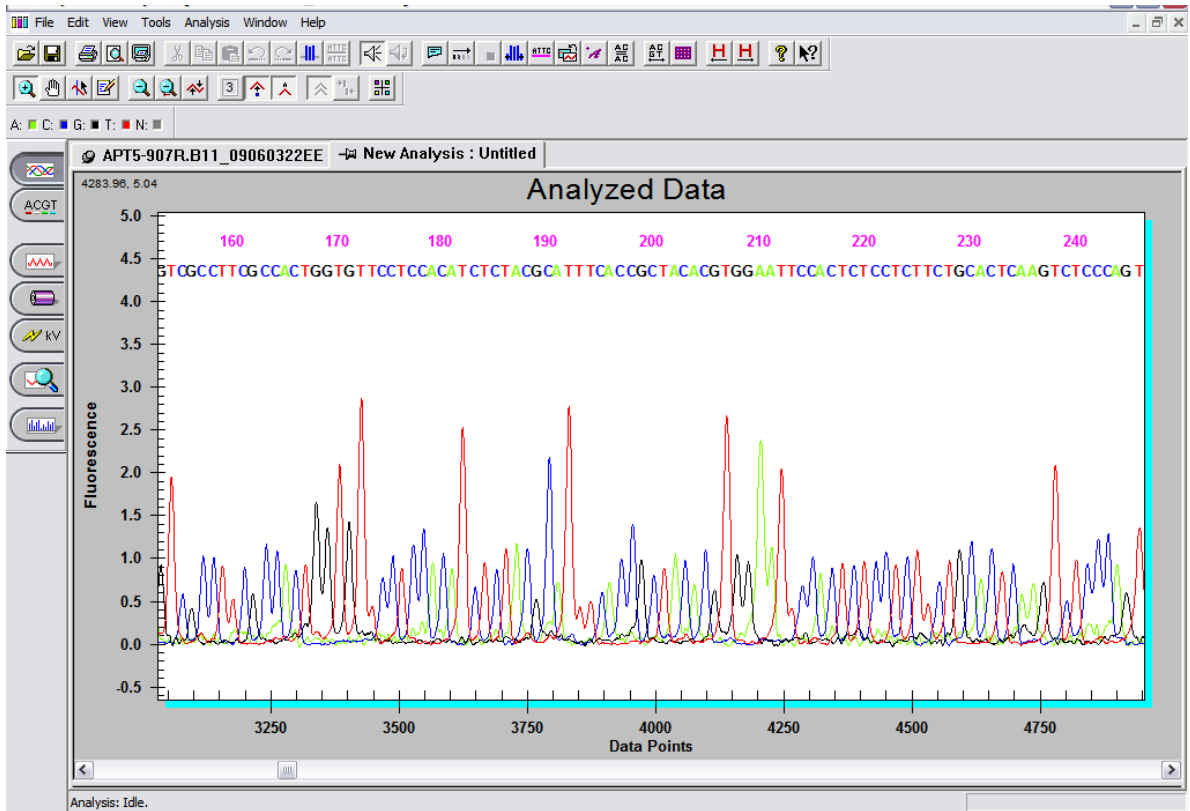 File Edit View Tools Analysis Window Help
3
A: C: G: T: N:
APT5-907R.B11_09060322EE
New Analysis : Untitled
ACGT
kV
4283.96, 5.04
Analyzed Data
160 170 180 190 200 210 220 230 240
GTCGCCTTCGCCACTGGTGTTCCTCCACATCTCTACGCATTTCACCGCTACACGTGGAATTCCACTCTCCTCTTCTGCACTCAAGTCTCCCAGT
5.0
4.5
4.0
3.5
3.0
2.5
2.0
1.5
1.0
0.5
0.0
-0.5
Fluorescence
3250 3500 3750 4000 4250 4500 4750
Data Points
Analysis: Idle.